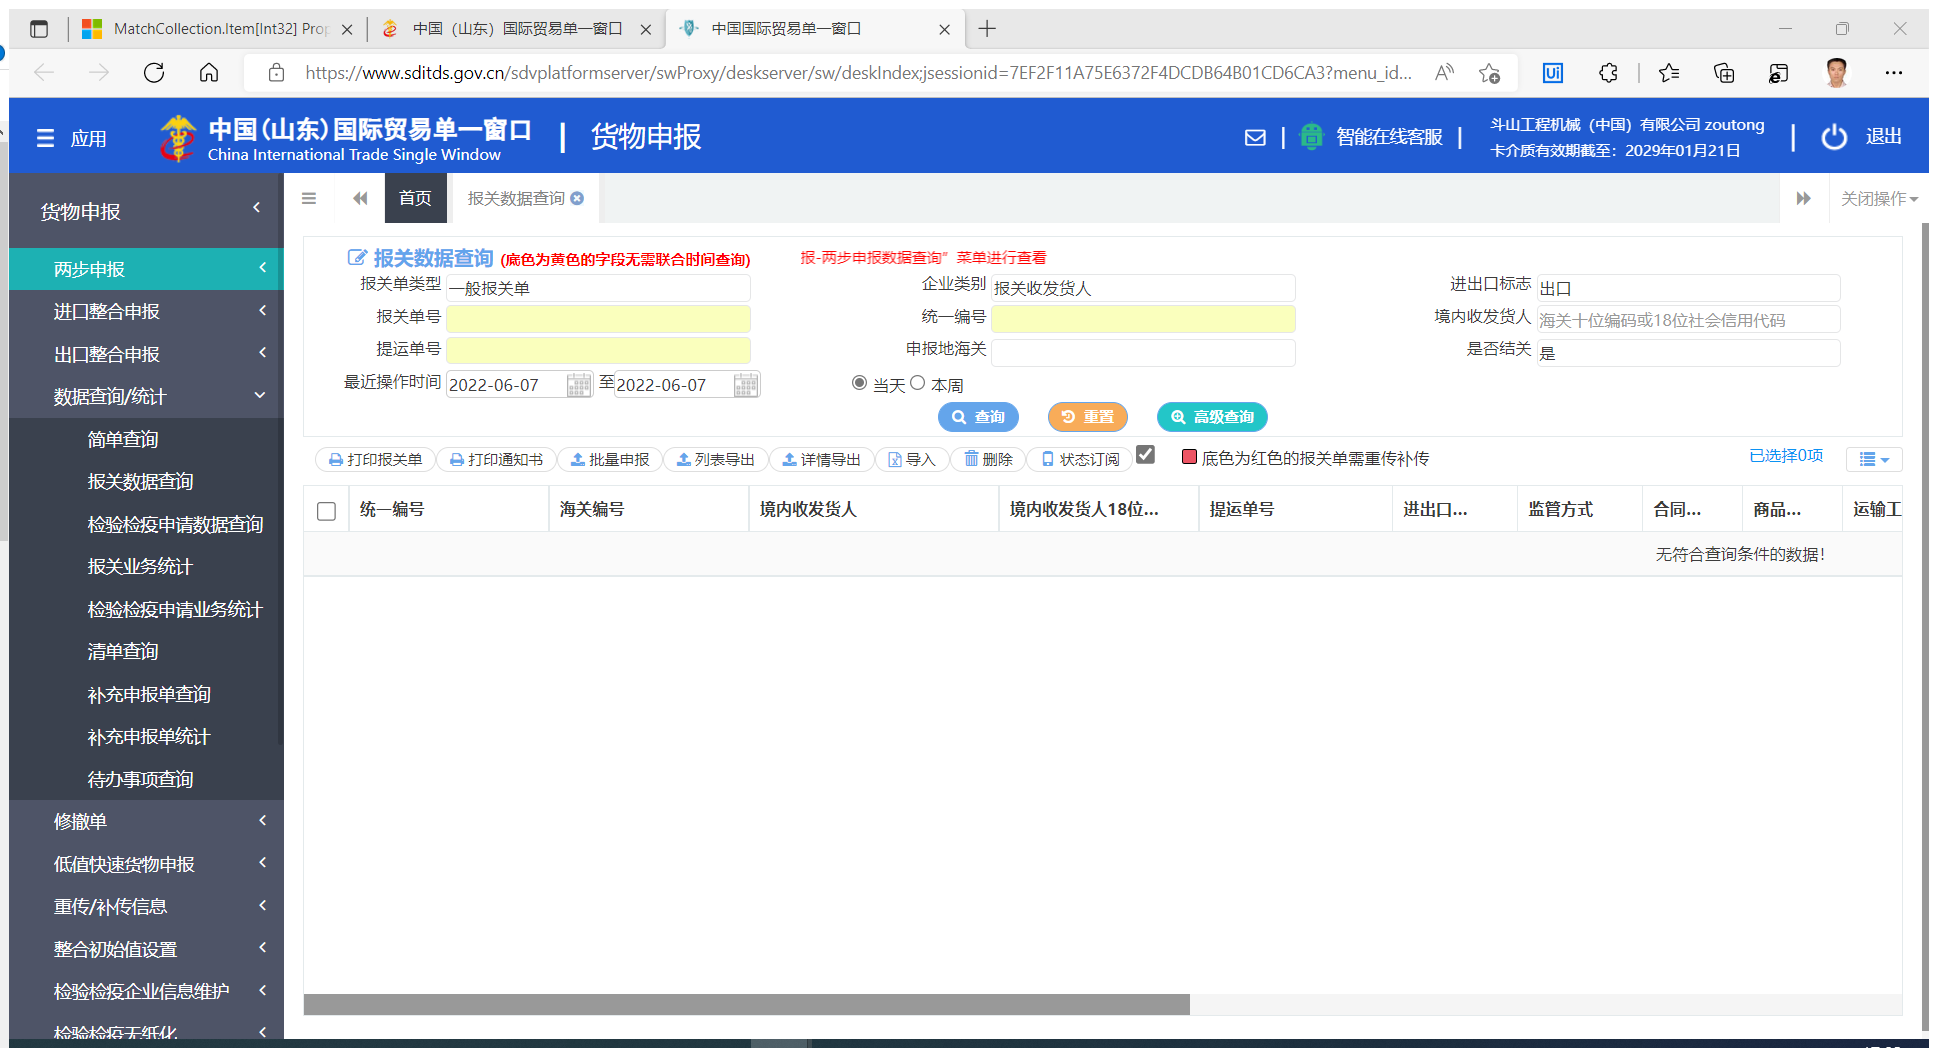 MatchCollection.Item[Int32] Prop
中国（山东）国际贸易单一窗口
中国国际贸易单一窗口
https://www.sditds.gov.cn/sdvplatformserver/swProxy/deskserver/sw/deskIndex;jsessionid=7EF2F11A75E6372F4DCDB64B01CD6CA3?menu_id...
Ui
应用
中国(山东)国际贸易单一窗口
China International Trade Single Window
货物申报
智能在线客服
斗山工程机械（中国）有限公司 zoutong
卡介质有效期截至：2029年01月21日
退出
货物申报
首页
报关数据查询
关闭操作
两步申报
进口整合申报
出口整合申报
数据查询/统计
简单查询
报关数据查询
检验检疫申请数据查询
报关业务统计
检验检疫申请业务统计
清单查询
补充申报单查询
补充申报单统计
待办事项查询
修撤单
低值快速货物申报
重传/补传信息
整合初始值设置
检验检疫企业信息维护
检验检疫无纸化
报关数据查询 (底色为黄色的字段无需联合时间查询)
报-两步申报数据查询”菜单进行查看
报关单类型 一般报关单 企业类别 报关收发货人 进出口标志 出口
报关单号 统一编号 境内收发货人 海关十位编码或18位社会信用代码
提运单号 申报地海关 是否结关 是
最近操作时间 2022-06-07 至 2022-06-07 当天 本周
查询 重置 高级查询
打印报关单 打印通知书 批量申报 列表导出 详情导出 导入 删除 状态订阅 底色为红色的报关单需重传补传 已选择0项
统一编号 海关编号 境内收发货人 境内收发货人18位... 提运单号 进出口... 监管方式 合同... 商品... 运输工
无符合查询条件的数据！